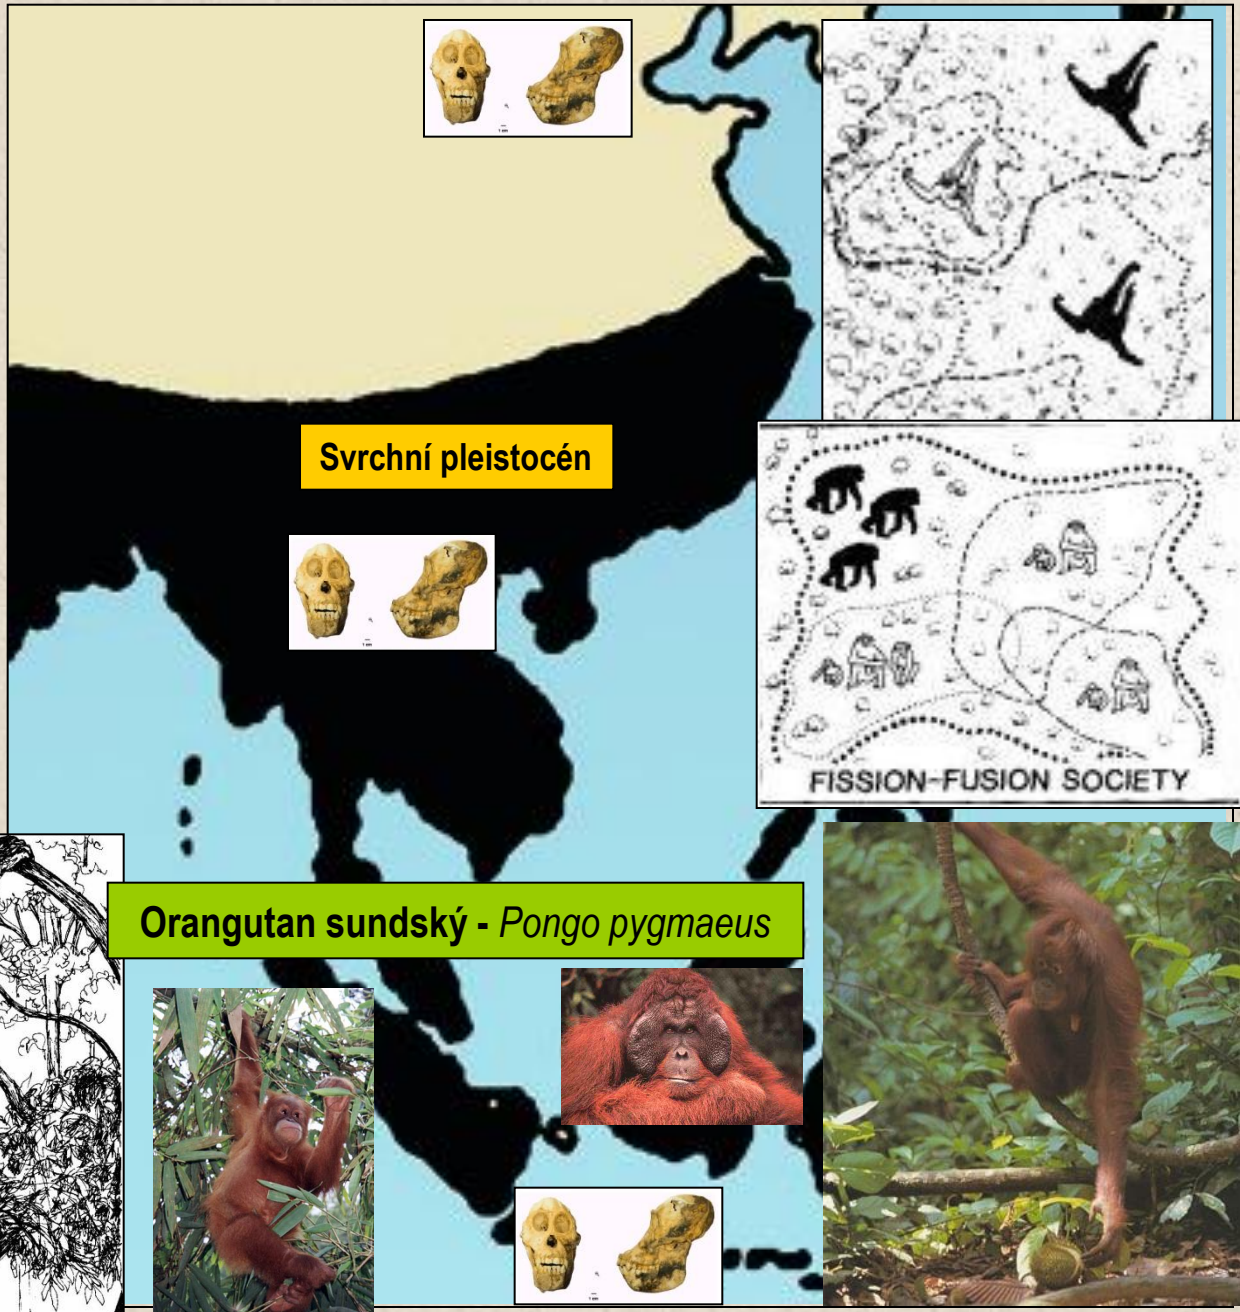 Svrchní pleistocén
FISSION-FUSION SOCIETY
Orangutan sundský - Pongo pygmaeus